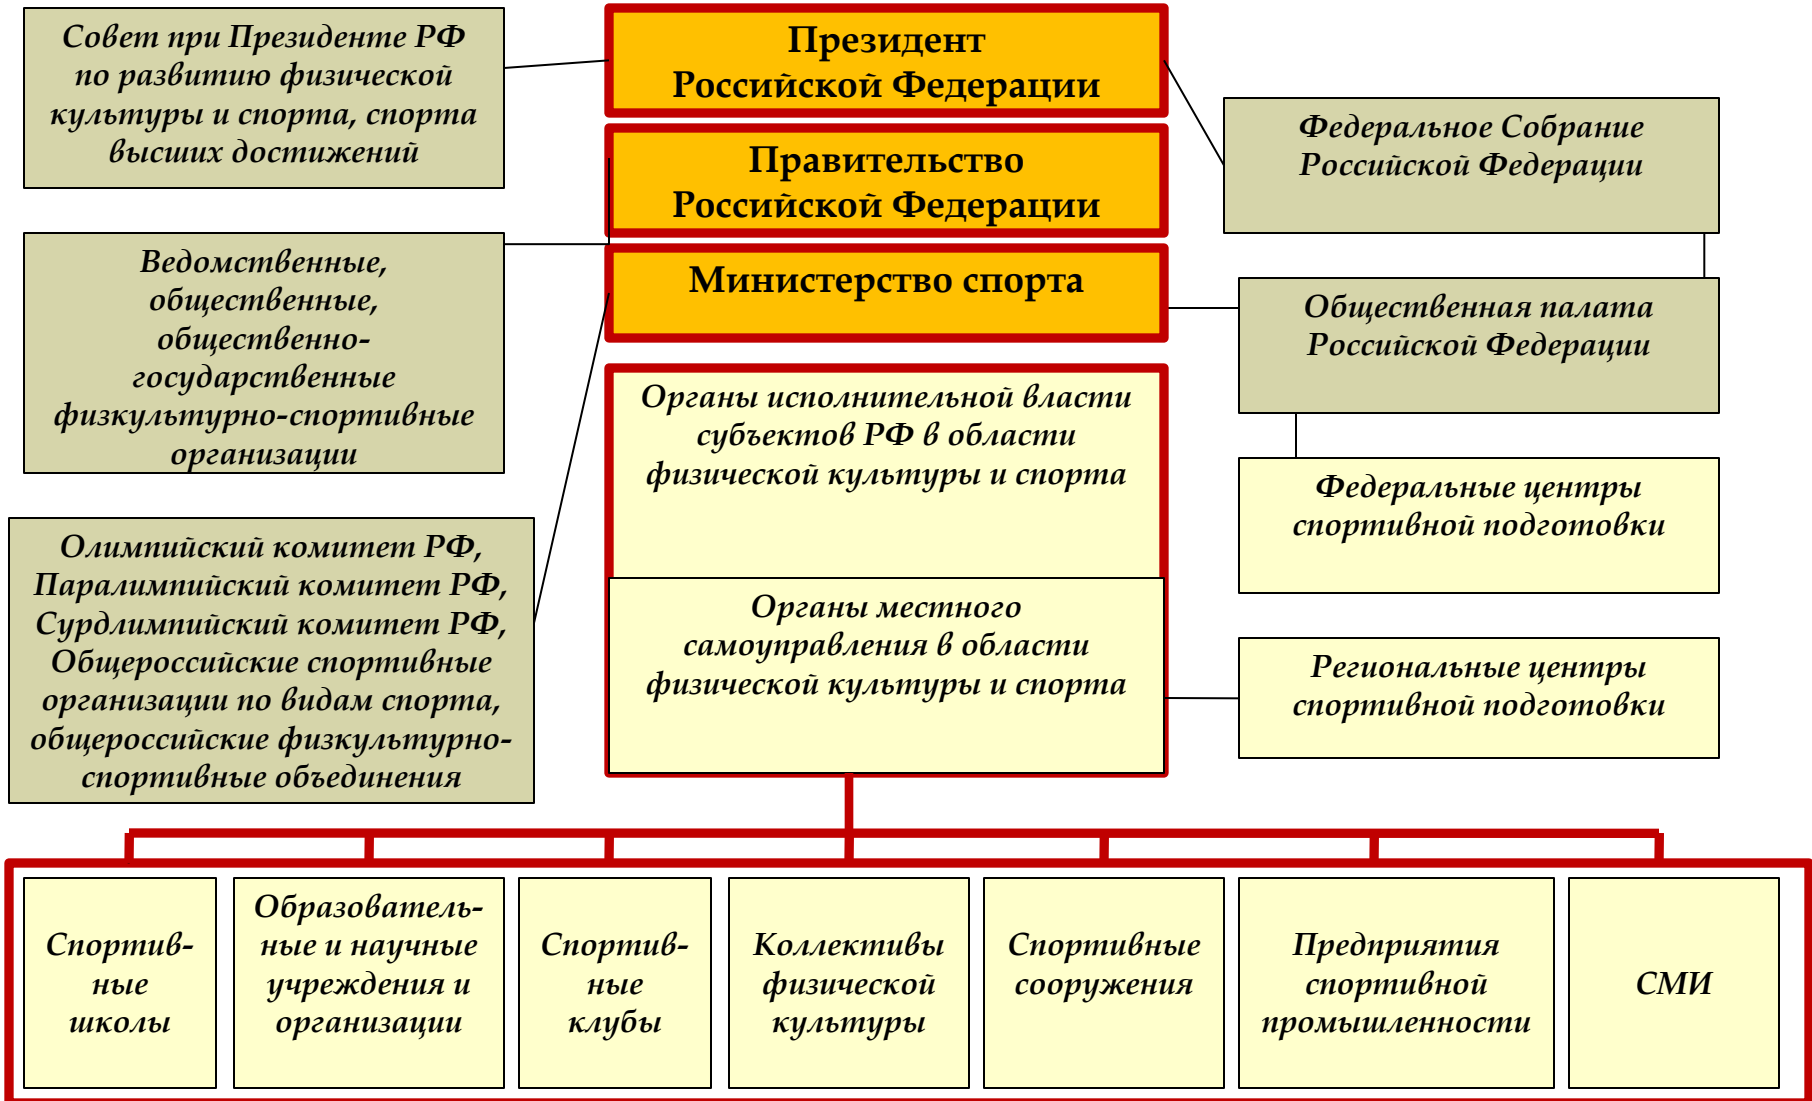 Совет при Президенте РФ
по развитию физической
культуры и спорта, спорта
высших достижений
Президент
Российской Федерации
Правительство
Российской Федерации
Министерство спорта
Федеральное Собрание
Российской Федерации
Ведомственные,
общественные,
общественно-
государственные
физкультурно-спортивные
организации
Общественная палата
Российской Федерации
Органы исполнительной власти
субъектов РФ в области
физической культуры и спорта
Федеральные центры
спортивной подготовки
Олимпийский комитет РФ,
Паралимпийский комитет РФ,
Сурдлимпийский комитет РФ,
Общероссийские спортивные
организации по видам спорта,
общероссийские физкультурно-
спортивные объединения
Органы местного
самоуправления в области
физической культуры и спорта
Региональные центры
спортивной подготовки
Спортив-
ные
школы
Образователь-
ные и научные
учреждения и
организации
Спортив-
ные
клубы
Коллективы
физической
культуры
Спортивные
сооружения
Предприятия
спортивной
промышленности
СМИ